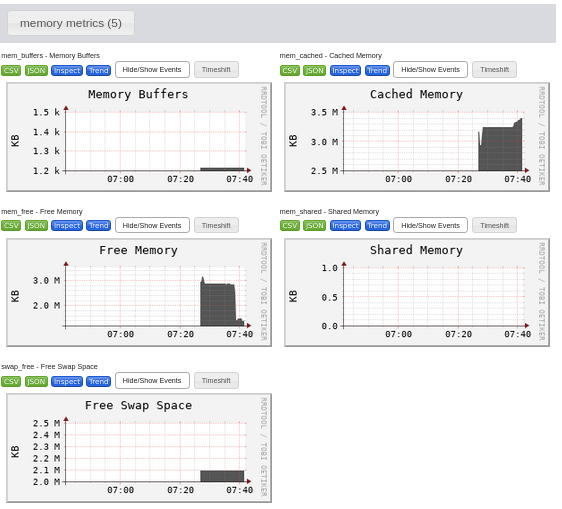 memory metrics (5)
mem_buffers - Memory Buffers
CSV JSON Inspect Trend Hide/Show Events Timeshift
Memory Buffers
KB
1.5 k
1.4 k
1.3 k
1.2 k
07:00 07:20 07:40
RRDTOOL / TOBI OETIKER
mem_cached - Cached Memory
CSV JSON Inspect Trend Hide/Show Events Timeshift
Cached Memory
KB
3.5 M
3.0 M
2.5 M
07:00 07:20 07:40
RRDTOOL / TOBI OETIKER
mem_free - Free Memory
CSV JSON Inspect Trend Hide/Show Events Timeshift
Free Memory
KB
3.0 M
2.0 M
07:00 07:20 07:40
RRDTOOL / TOBI OETIKER
mem_shared - Shared Memory
CSV JSON Inspect Trend Hide/Show Events Timeshift
Shared Memory
KB
1.0
0.5
0.0
07:00 07:20 07:40
RRDTOOL / TOBI OETIKER
swap_free - Free Swap Space
CSV JSON Inspect Trend Hide/Show Events Timeshift
Free Swap Space
KB
2.5 M
2.4 M
2.3 M
2.2 M
2.1 M
2.0 M
07:00 07:20 07:40
RRDTOOL / TOBI OETIKER